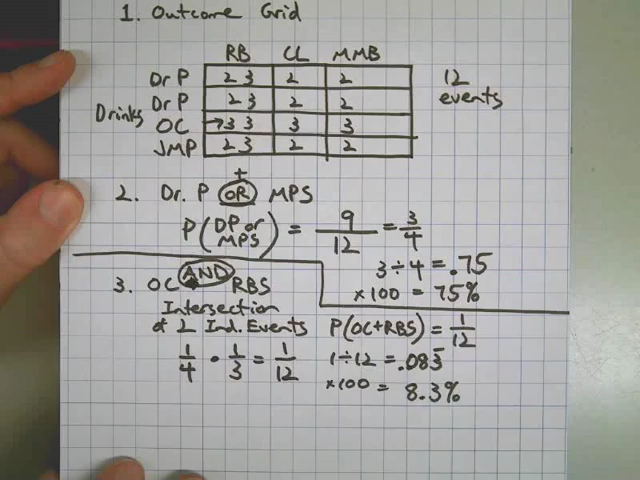 1. Outcome Grid
RB CL MMB
Dr P 2 3 2 2
Dr P 2 3 2 2
Drinks OC →3 3 3 3
JMP 2 3 2 2
12 events
+
2. Dr. P OR MPS
P(DP or MPS) = 9/12 = 3/4
3 ÷ 4 = .75
×100 = 75%
3. OC AND RBS
Intersection
of 2 Ind. Events
1/4 · 1/3 = 1/12
P(OC+RBS) = 1/12
1 ÷ 12 = .083̅
×100 = 8.3%